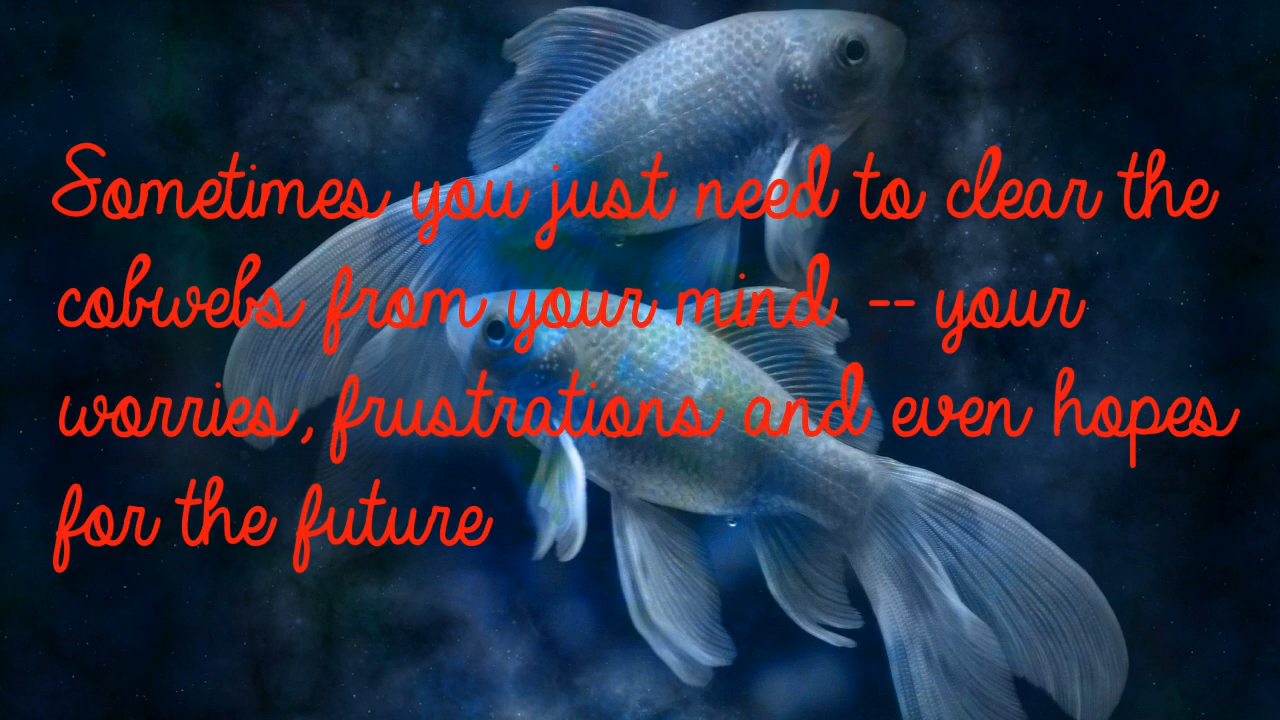 Sometimes you just need to clear the
cobwebs from your mind -- your
worries, frustrations and even hopes
for the future